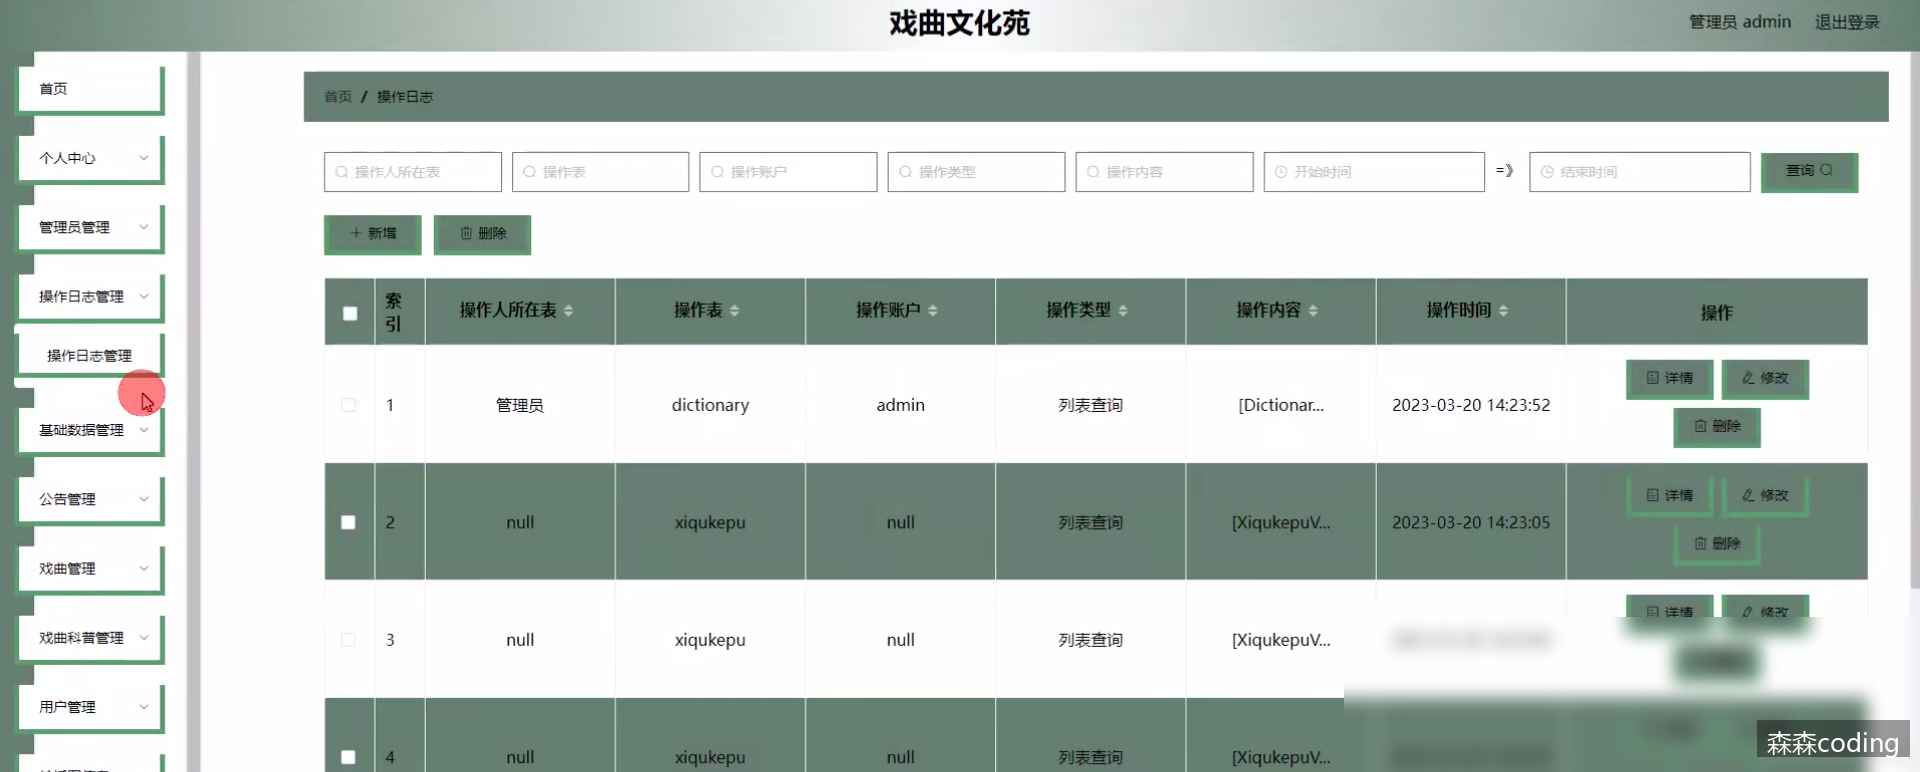 戏曲文化苑
管理员 admin 退出登录
首页
个人中心
管理员管理
操作日志管理
操作日志管理
基础数据管理
公告管理
戏曲管理
戏曲科普管理
用户管理
首页 / 操作日志
操作人所在表 操作表 操作账户 操作类型 操作内容 开始时间 =》 结束时间 查询
新增 删除
索引 操作人所在表 操作表 操作账户 操作类型 操作内容 操作时间 操作
1 管理员 dictionary admin 列表查询 [Dictionar... 2023-03-20 14:23:52 详情 修改 删除
2 null xiqukepu null 列表查询 [XiqukepuV... 2023-03-20 14:23:05 详情 修改 删除
3 null xiqukepu null 列表查询 [XiqukepuV... 详情 修改
4 null xiqukepu null 列表查询 [XiqukepuV...
森森coding